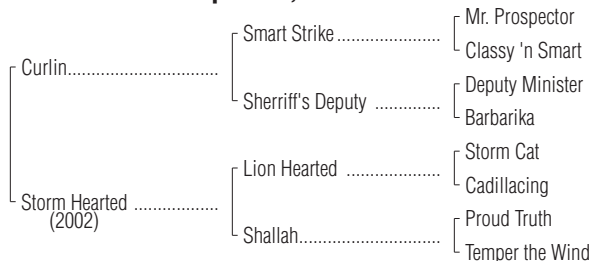 Mr. Prospector
Smart Strike
Classy 'n Smart
Curlin
Deputy Minister
Sherriff's Deputy
Barbarika
Storm Cat
Lion Hearted
Cadillacing
Storm Hearted
(2002)
Proud Truth
Shallah
Temper the Wind